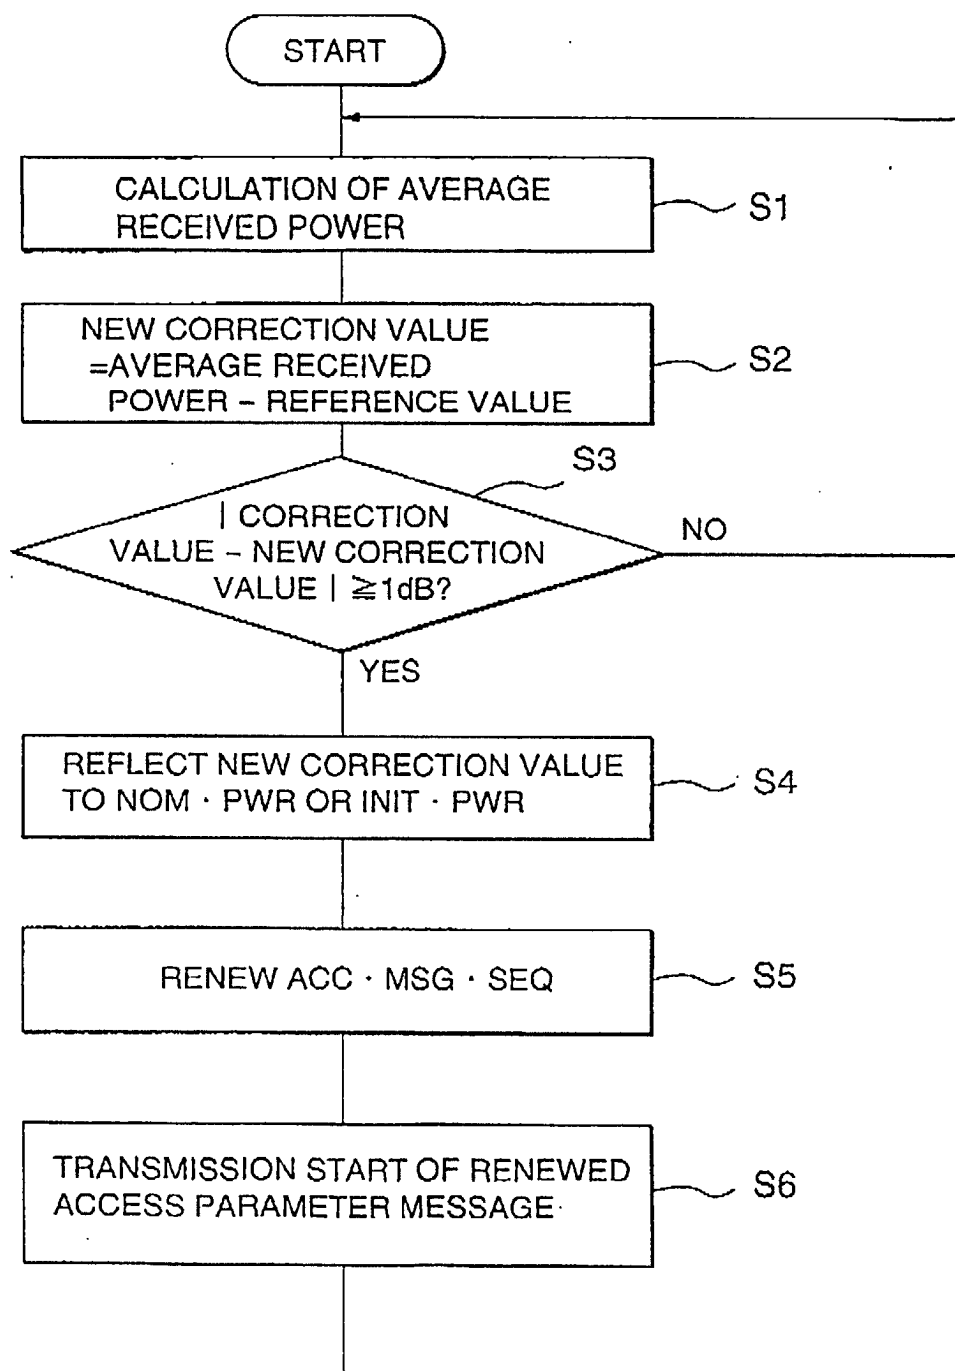 START
CALCULATION OF AVERAGE
RECEIVED POWER
S1
NEW CORRECTION VALUE
=AVERAGE RECEIVED
POWER – REFERENCE VALUE
S2
S3
| CORRECTION
VALUE – NEW CORRECTION
VALUE | ≧1dB?
NO
YES
REFLECT NEW CORRECTION VALUE
TO NOM · PWR OR INIT · PWR
S4
RENEW ACC · MSG · SEQ
S5
TRANSMISSION START OF RENEWED
ACCESS PARAMETER MESSAGE
S6